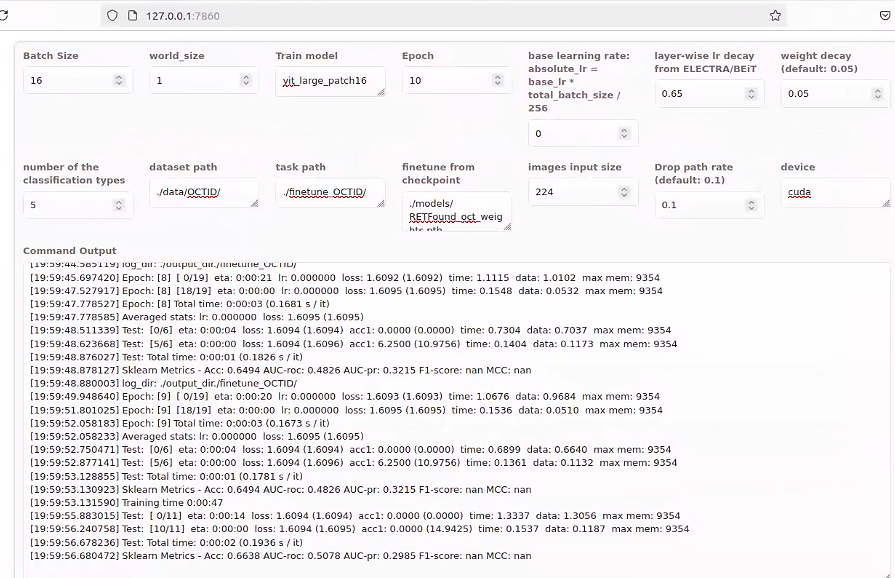 127.0.0.1:7860
Batch Size
world_size
Train model
Epoch
base learning rate:
absolute_lr =
base_lr *
total_batch_size /
256
layer-wise lr decay
from ELECTRA/BEiT
weight decay
(default: 0.05)
16
1
vit_large_patch16
10
0
0.65
0.05
number of the
classification types
dataset path
task path
finetune from
checkpoint
images input size
Drop path rate
(default: 0.1)
device
5
./data/OCTID/
./finetune_OCTID/
./models/
RETFound_oct_weig
hts.pth
224
0.1
cuda
Command Output
[19:59:44.585119] log_dir: ./output_dir./finetune_OCTID/
[19:59:45.697420] Epoch: [8] [ 0/19] eta: 0:00:21 lr: 0.000000 loss: 1.6092 (1.6092) time: 1.1115 data: 1.0102 max mem: 9354
[19:59:47.527917] Epoch: [8] [18/19] eta: 0:00:00 lr: 0.000000 loss: 1.6095 (1.6095) time: 0.1548 data: 0.0532 max mem: 9354
[19:59:47.778527] Epoch: [8] Total time: 0:00:03 (0.1681 s / it)
[19:59:47.778585] Averaged stats: lr: 0.000000 loss: 1.6095 (1.6095)
[19:59:48.511339] Test: [0/6] eta: 0:00:04 loss: 1.6094 (1.6094) acc1: 0.0000 (0.0000) time: 0.7304 data: 0.7037 max mem: 9354
[19:59:48.623668] Test: [5/6] eta: 0:00:00 loss: 1.6094 (1.6096) acc1: 6.2500 (10.9756) time: 0.1404 data: 0.1173 max mem: 9354
[19:59:48.876027] Test: Total time: 0:00:01 (0.1826 s / it)
[19:59:48.878127] Sklearn Metrics - Acc: 0.6494 AUC-roc: 0.4826 AUC-pr: 0.3215 F1-score: nan MCC: nan
[19:59:48.880003] log_dir: ./output_dir./finetune_OCTID/
[19:59:49.948640] Epoch: [9] [ 0/19] eta: 0:00:20 lr: 0.000000 loss: 1.6093 (1.6093) time: 1.0676 data: 0.9684 max mem: 9354
[19:59:51.801025] Epoch: [9] [18/19] eta: 0:00:00 lr: 0.000000 loss: 1.6095 (1.6095) time: 0.1536 data: 0.0510 max mem: 9354
[19:59:52.058183] Epoch: [9] Total time: 0:00:03 (0.1673 s / it)
[19:59:52.058233] Averaged stats: lr: 0.000000 loss: 1.6095 (1.6095)
[19:59:52.750471] Test: [0/6] eta: 0:00:04 loss: 1.6094 (1.6094) acc1: 0.0000 (0.0000) time: 0.6899 data: 0.6640 max mem: 9354
[19:59:52.877141] Test: [5/6] eta: 0:00:00 loss: 1.6094 (1.6096) acc1: 6.2500 (10.9756) time: 0.1361 data: 0.1132 max mem: 9354
[19:59:53.128855] Test: Total time: 0:00:01 (0.1781 s / it)
[19:59:53.130923] Sklearn Metrics - Acc: 0.6494 AUC-roc: 0.4826 AUC-pr: 0.3215 F1-score: nan MCC: nan
[19:59:53.131590] Training time 0:00:47
[19:59:55.883015] Test: [ 0/11] eta: 0:00:14 loss: 1.6094 (1.6094) acc1: 0.0000 (0.0000) time: 1.3337 data: 1.3056 max mem: 9354
[19:59:56.240758] Test: [10/11] eta: 0:00:00 loss: 1.6094 (1.6095) acc1: 0.0000 (14.9425) time: 0.1537 data: 0.1187 max mem: 9354
[19:59:56.678236] Test: Total time: 0:00:02 (0.1936 s / it)
[19:59:56.680472] Sklearn Metrics - Acc: 0.6638 AUC-roc: 0.5078 AUC-pr: 0.2985 F1-score: nan MCC: nan